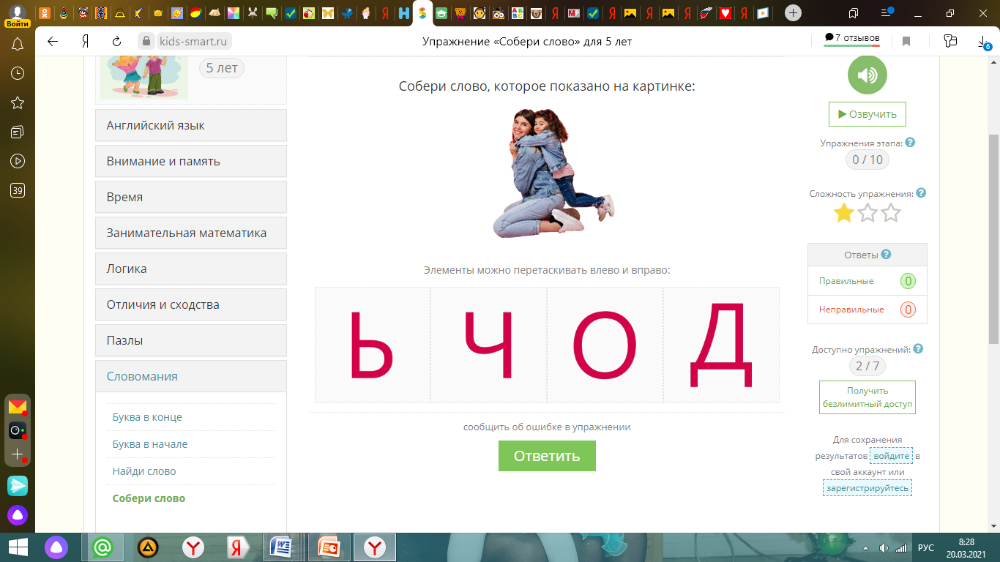 Войти
kids-smart.ru
Упражнение «Собери слово» для 5 лет
7 отзывов
6
39
5 лет
Английский язык
Внимание и память
Время
Занимательная математика
Логика
Отличия и сходства
Пазлы
Словомания
Буква в конце
Буква в начале
Найди слово
Собери слово
Собери слово, которое показано на картинке:
Элементы можно перетаскивать влево и вправо:
Ь Ч О Д
сообщить об ошибке в упражнении
Ответить
Озвучить
Упражнения этапа: ?
0 / 10
Сложность упражнения: ?
Ответы ?
Правильные 0
Неправильные 0
Доступно упражнений: ?
2 / 7
Получить
безлимитный доступ
Для сохранения
результатов войдите в
свой аккаунт или
зарегистрируйтесь
РУС
8:28
20.03.2021